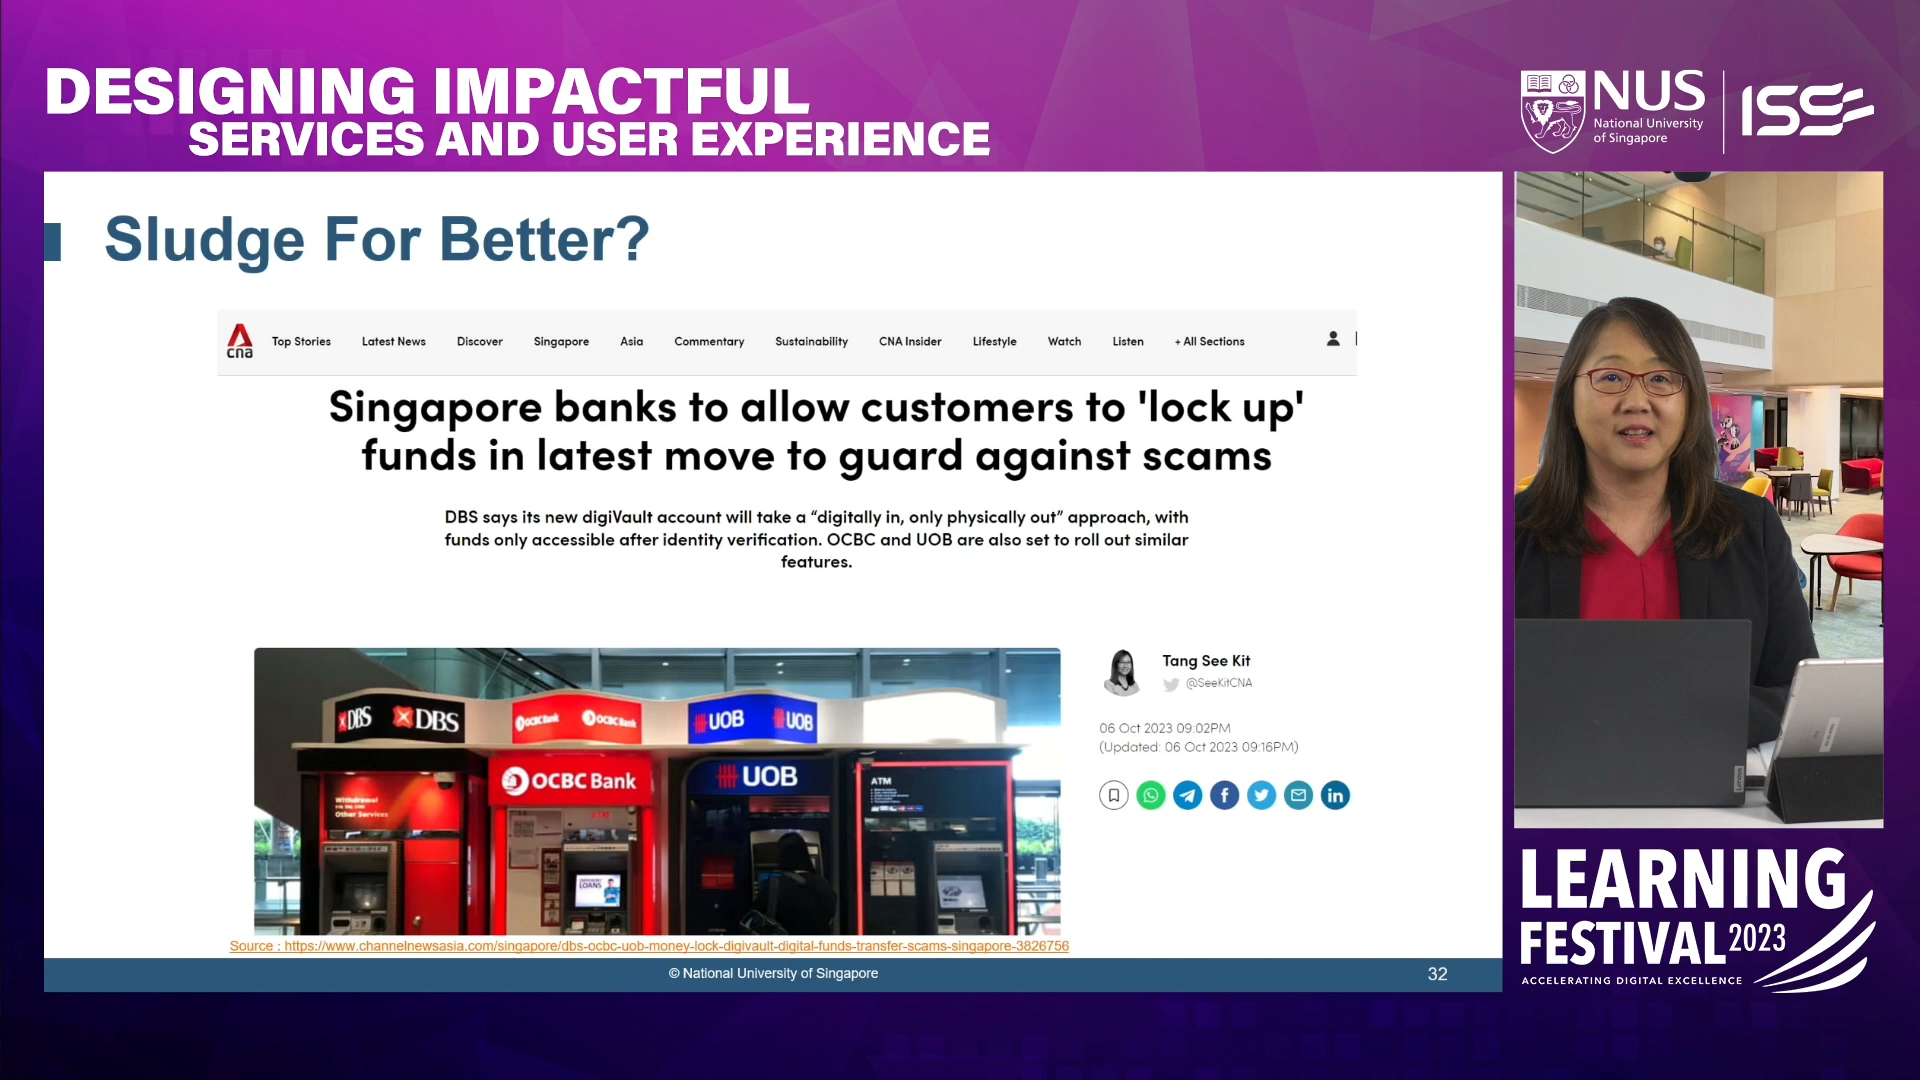 DESIGNING IMPACTFUL
SERVICES AND USER EXPERIENCE
NUS
National University
of Singapore
ISS
Sludge For Better?
cna
Top Stories Latest News Discover Singapore Asia Commentary Sustainability CNA Insider Lifestyle Watch Listen + All Sections
Singapore banks to allow customers to 'lock up'
funds in latest move to guard against scams
DBS says its new digiVault account will take a “digitally in, only physically out” approach, with
funds only accessible after identity verification. OCBC and UOB are also set to roll out similar
features.
DBS DBS OCBC Bank OCBC Bank UOB UOB
OCBC Bank
UOB
ATM
Withdrawal
Other Services
ATM
LOANS
Tang See Kit
@SeeKitCNA
06 Oct 2023 09:02PM
(Updated: 06 Oct 2023 09:16PM)
Source : https://www.channelnewsasia.com/singapore/dbs-ocbc-uob-money-lock-digivault-digital-funds-transfer-scams-singapore-3826756
© National University of Singapore
32
Lenovo
LEARNING
FESTIVAL 2023
ACCELERATING DIGITAL EXCELLENCE